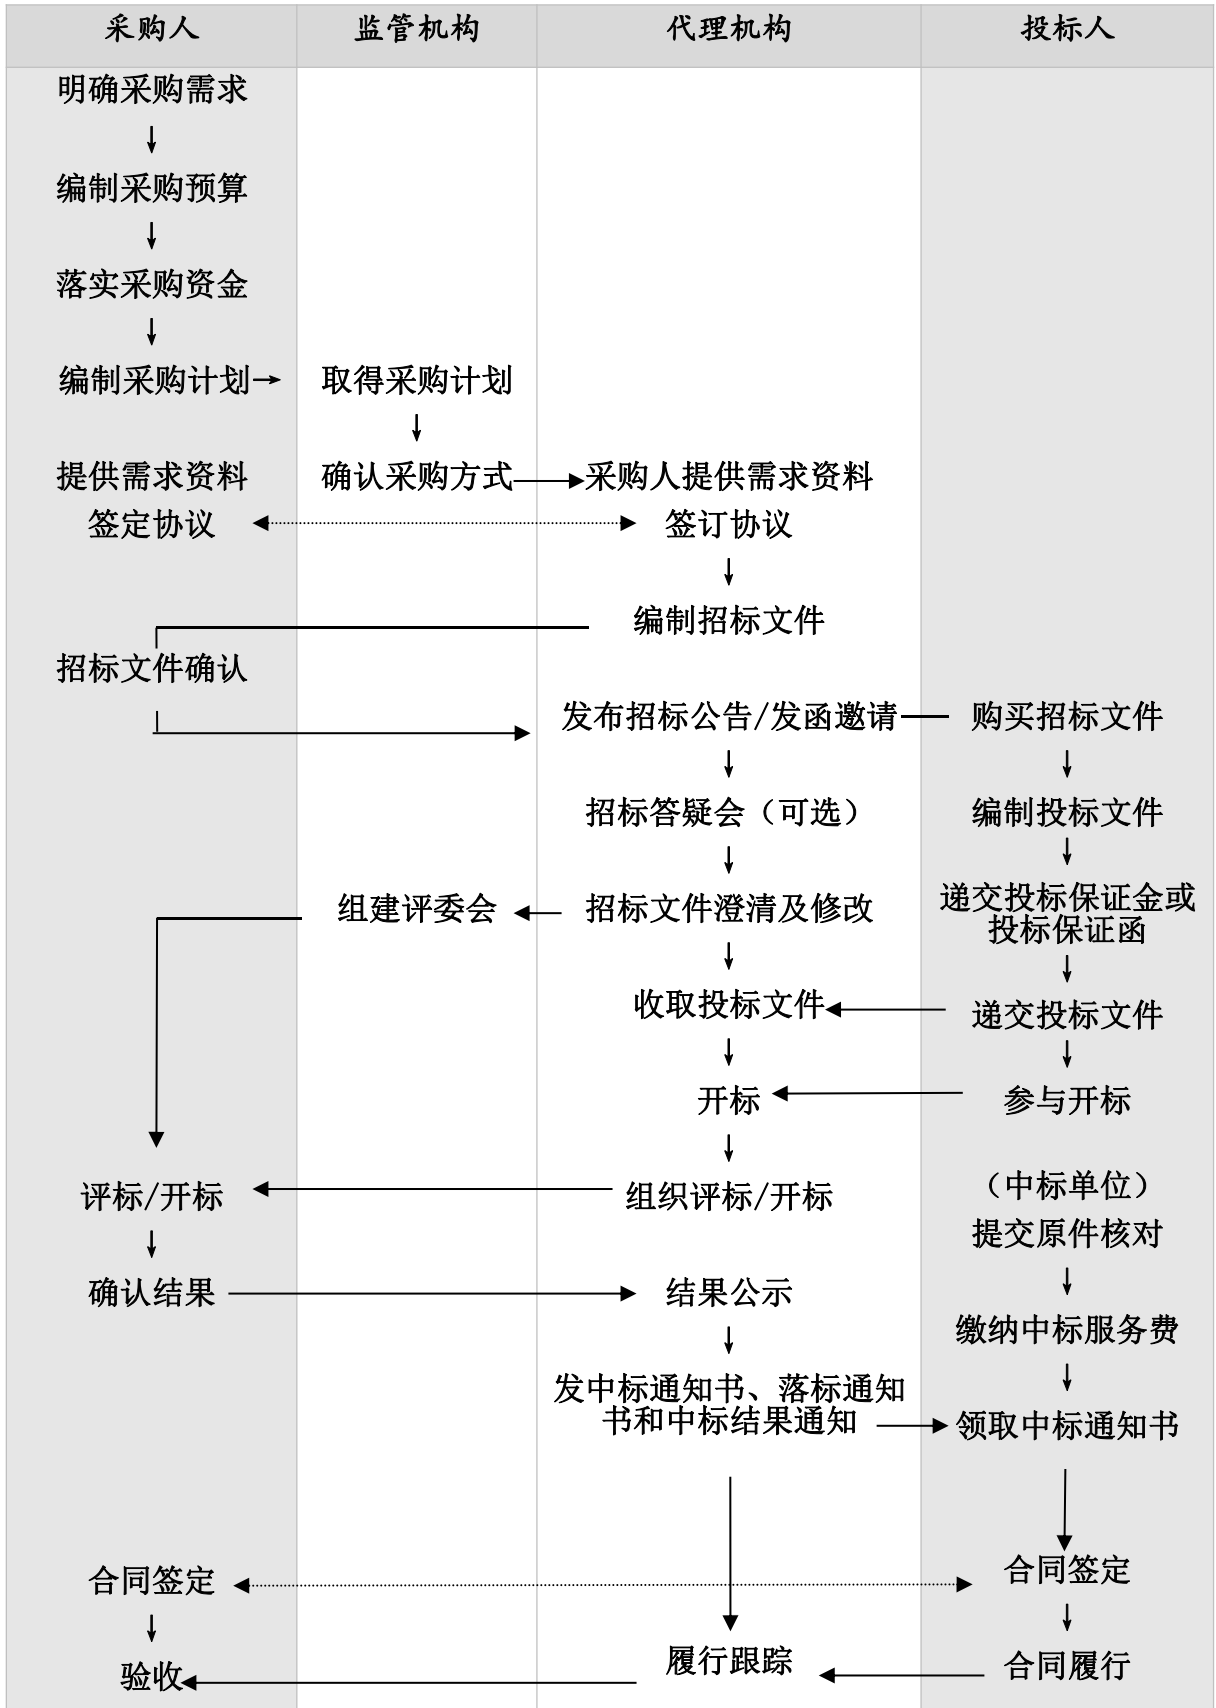 采购人 监管机构 代理机构 投标人
明确采购需求
编制采购预算
落实采购资金
编制采购计划 取得采购计划
提供需求资料 确认采购方式 采购人提供需求资料
签定协议 签订协议
编制招标文件
招标文件确认
发布招标公告/发函邀请 购买招标文件
招标答疑会（可选） 编制投标文件
组建评委会 招标文件澄清及修改 递交投标保证金或
投标保证函
收取投标文件 递交投标文件
开标 参与开标
评标/开标 组织评标/开标 （中标单位）
提交原件核对
确认结果 结果公示
缴纳中标服务费
发中标通知书、落标通知
书和中标结果通知 领取中标通知书
合同签定 合同签定
验收 履行跟踪 合同履行